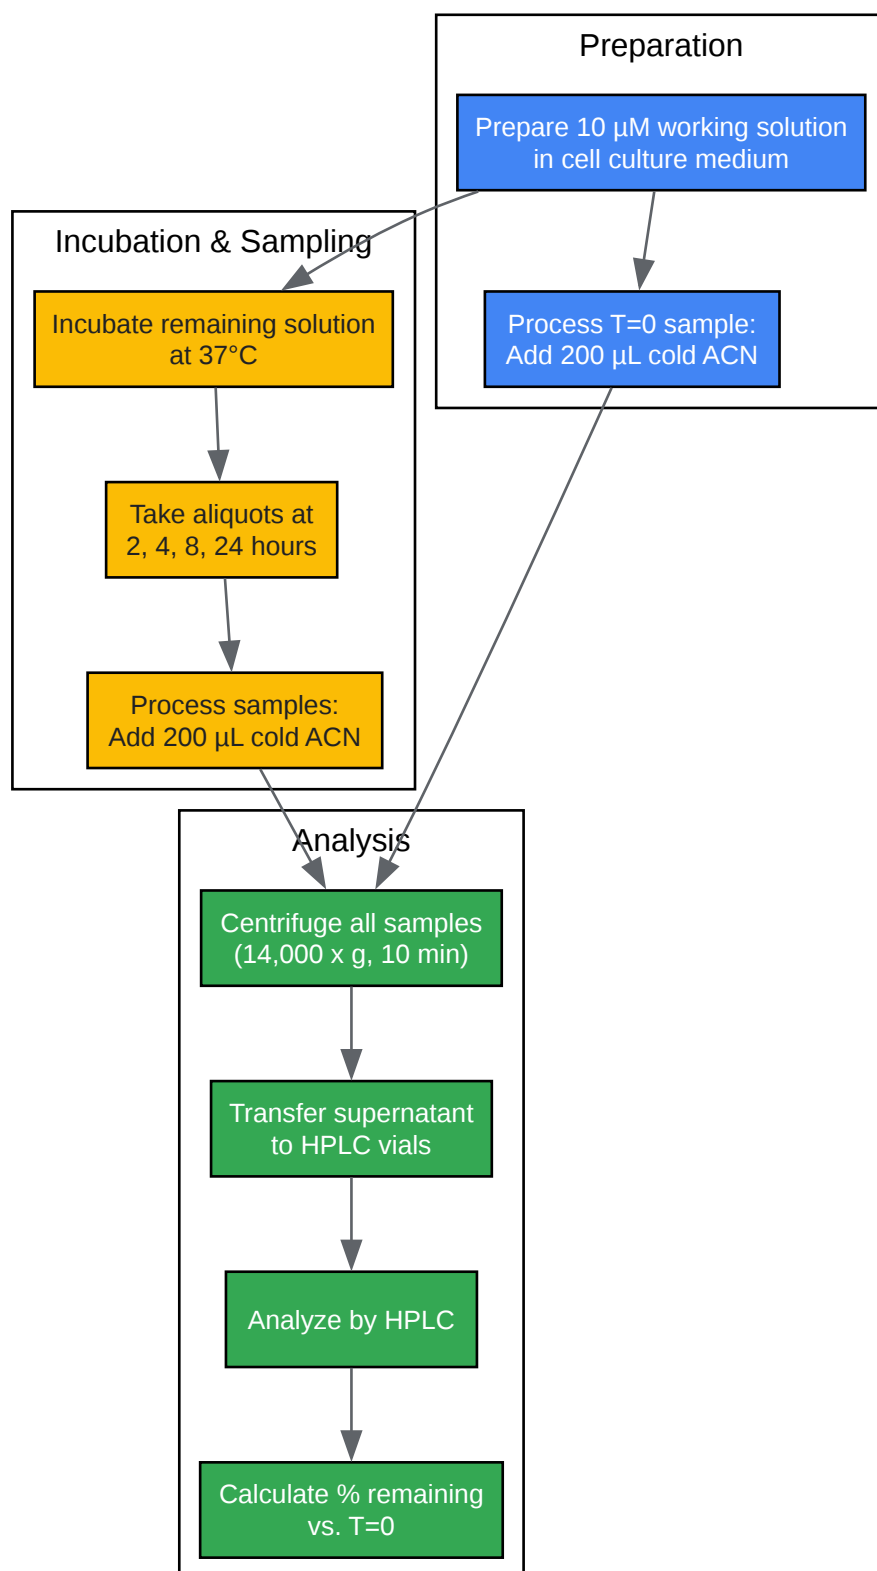 Preparation
Prepare 10 µM working solution
in cell culture medium
Process T=0 sample:
Add 200 µL cold ACN
Incubation & Sampling
Incubate remaining solution
at 37°C
Take aliquots at
2, 4, 8, 24 hours
Process samples:
Add 200 µL cold ACN
Analysis
Centrifuge all samples
(14,000 x g, 10 min)
Transfer supernatant
to HPLC vials
Analyze by HPLC
Calculate % remaining
vs. T=0